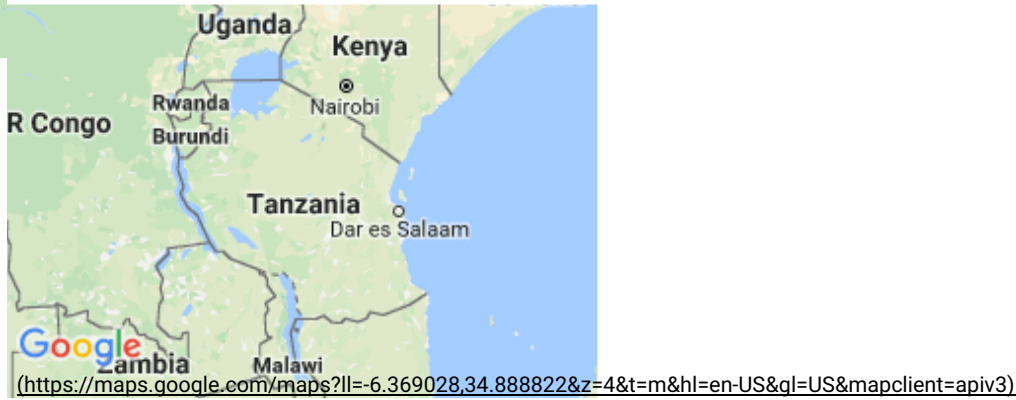 Uganda
Kenya
Nairobi
Rwanda
R Congo
Burundi
Tanzania
Dar es Salaam
Google
Zambia
Malawi
(https://maps.google.com/maps?ll=-6.369028,34.888822&z=4&t=m&hl=en-US&gl=US&mapclient=apiv3)